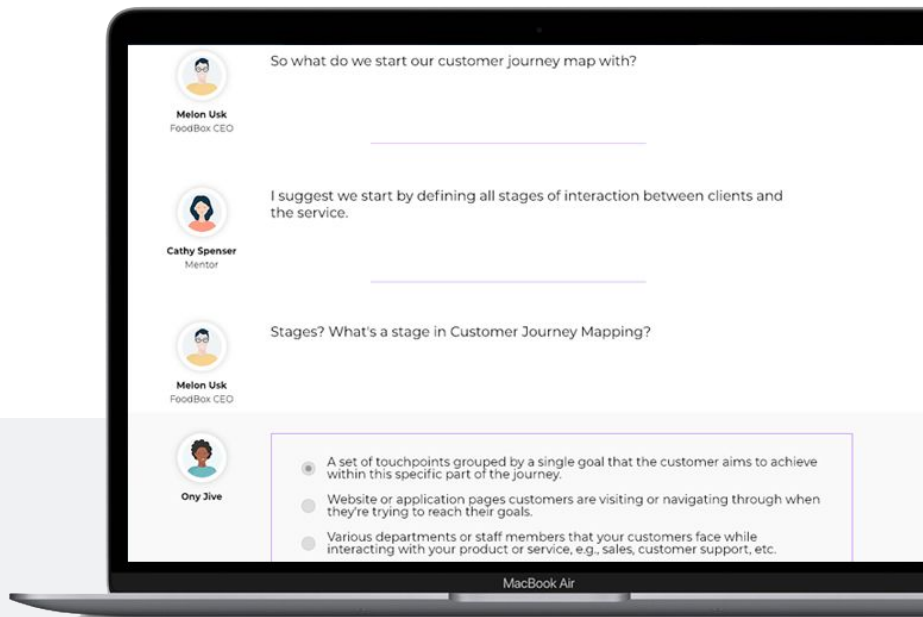 So what do we start our customer journey map with?
Melon Usk
FoodBox CEO
I suggest we start by defining all stages of interaction between clients and
the service.
Cathy Spenser
Mentor
Stages? What's a stage in Customer Journey Mapping?
Melon Usk
FoodBox CEO
Ony Jive
A set of touchpoints grouped by a single goal that the customer aims to achieve
within this specific part of the journey.
Website or application pages customers are visiting or navigating through when
they're trying to reach their goals.
Various departments or staff members that your customers face while
interacting with your product or service, e.g., sales, customer support, etc.
MacBook Air